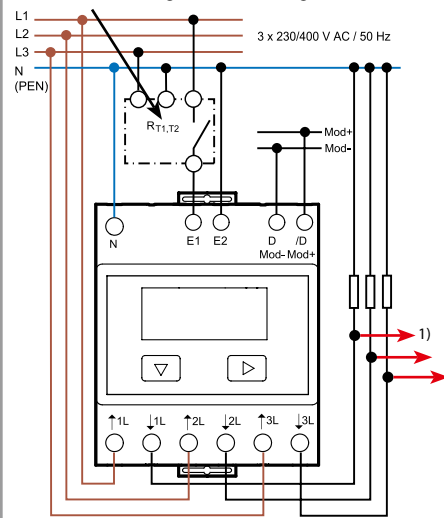 L1
L2
L3
N
(PEN)
3 x 230/400 V AC / 50 Hz
RT1,T2
Mod+
Mod-
N
E1
E2
D
/D
Mod- Mod+
↑1L
↓1L
↑2L
↓2L
↑3L
↓3L
1)